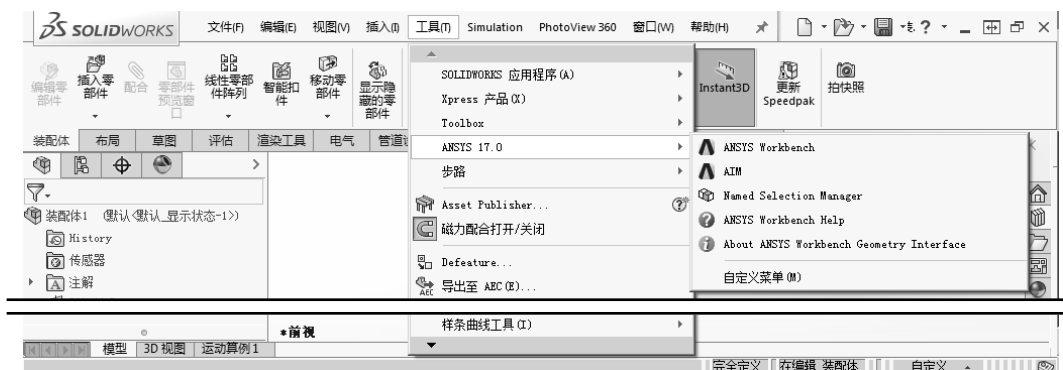 SOLIDWORKS 文件(F) 编辑(E) 视图(V) 插入(I) 工具(T) Simulation PhotoView 360 窗口(W) 帮助(H)
编辑零部件 插入零部件 配合 零部件预览窗口 线性零部件阵列 智能扣件 移动零部件 显示隐藏的零部件 Instant3D 更新 Speedpak 拍快照
装配体 布局 草图 评估 渲染工具 电气 管道
装配体1 (默认<默认_显示状态-1>)
History
传感器
注解
SOLIDWORKS 应用程序(A)
Xpress 产品(X)
Toolbox
ANSYS 17.0
步路
Asset Publisher...
磁力配合打开/关闭
Defeature...
导出至 AEC(E)...
样条曲线工具(I)
ANSYS Workbench
AIM
Named Selection Manager
ANSYS Workbench Help
About ANSYS Workbench Geometry Interface
自定义菜单(M)
*前视
模型 3D 视图 运动算例1
完全定义 在编辑 装配体 自定义